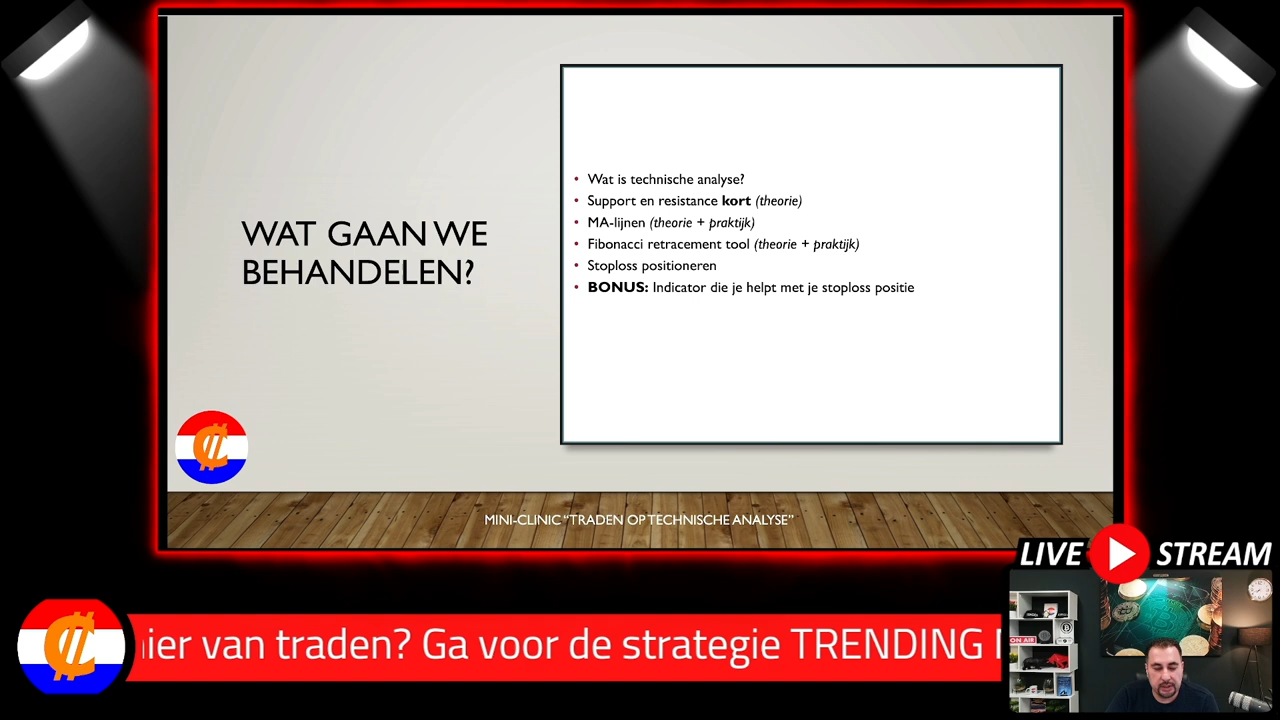 WAT GAAN WE
BEHANDELEN?
• Wat is technische analyse?
• Support en resistance kort (theorie)
• MA-lijnen (theorie + praktijk)
• Fibonacci retracement tool (theorie + praktijk)
• Stoploss positioneren
• BONUS: Indicator die je helpt met je stoploss positie
MINI-CLINIC “TRADEN OP TECHNISCHE ANALYSE”
LIVE STREAM
ON AIR
ier van traden? Ga voor de strategie TRENDING